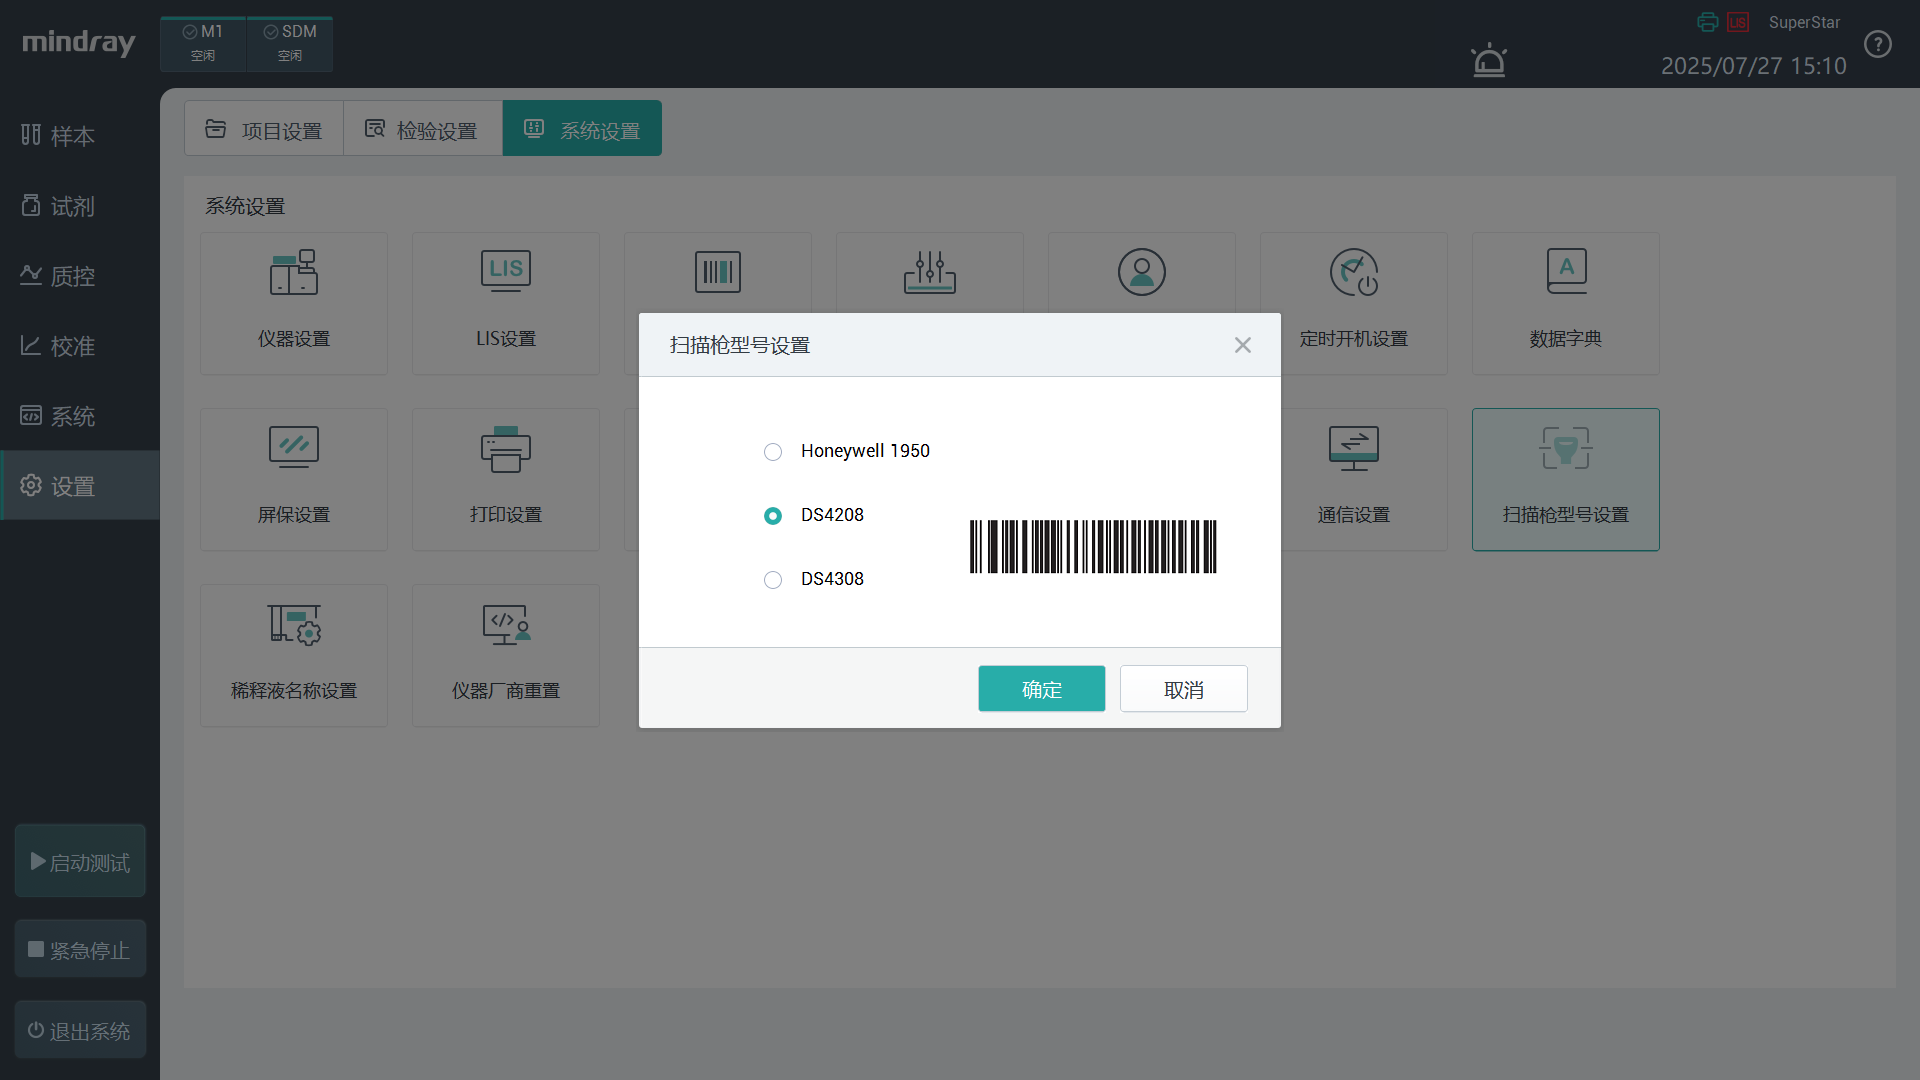 mindray
M1
空闲
SDM
空闲
LIS
SuperStar
2025/07/27 15:10
?
样本
试剂
质控
校准
系统
设置
启动测试
紧急停止
退出系统
项目设置
检验设置
系统设置
系统设置
仪器设置
LIS
LIS设置
定时开机设置
A
数据字典
屏保设置
打印设置
通信设置
扫描枪型号设置
稀释液名称设置
仪器厂商重置
扫描枪型号设置
Honeywell 1950
DS4208
DS4308
确定
取消